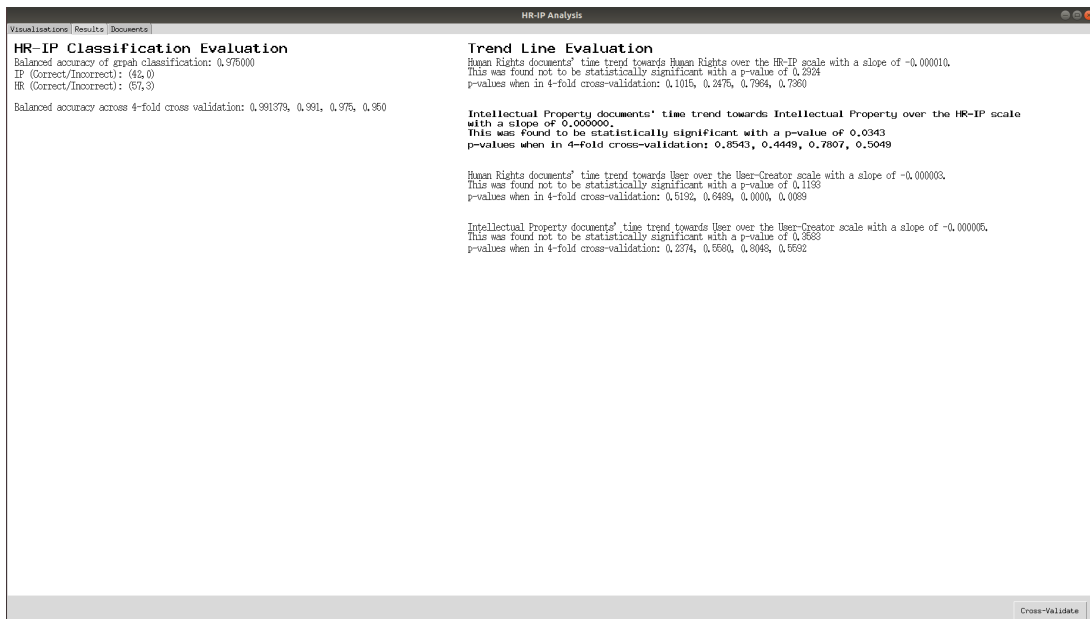 HR-IP Analysis
Visualisations Results Documents
HR-IP Classification Evaluation
Balanced accuracy of grpah classification: 0.975000
IP (Correct/Incorrect): (42,0)
HR (Correct/Incorrect): (57,3)
Balanced accuracy across 4-fold cross validation: 0.991379, 0.991, 0.975, 0.950
Trend Line Evaluation
Human Rights documents' time trend towards Human Rights over the HR-IP scale with a slope of -0.000010.
This was found not to be statistically significant with a p-value of 0.2924
p-values when in 4-fold cross-validation: 0.1015, 0.2475, 0.7964, 0.7360
Intellectual Property documents' time trend towards Intellectual Property over the HR-IP scale
with a slope of 0.000000.
This was found to be statistically significant with a p-value of 0.0343
p-values when in 4-fold cross-validation: 0.8543, 0.4449, 0.7807, 0.5049
Human Rights documents' time trend towards User over the User-Creator scale with a slope of -0.000003.
This was found not to be statistically significant with a p-value of 0.1193
p-values when in 4-fold cross-validation: 0.5192, 0.6489, 0.0000, 0.0089
Intellectual Property documents' time trend towards User over the User-Creator scale with a slope of -0.000005.
This was found not to be statistically significant with a p-value of 0.3583
p-values when in 4-fold cross-validation: 0.2374, 0.5580, 0.8048, 0.5592
Cross-Validate